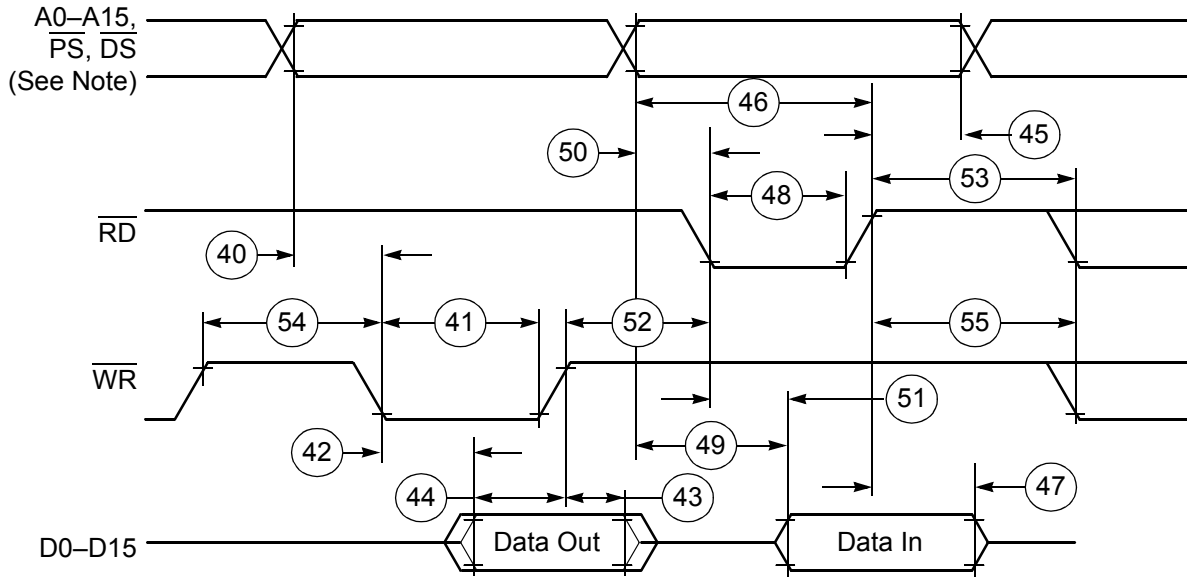 A0–A15,
PS, DS
(See Note)
46
50
45
48
53
RD
40
54
41
52
55
WR
51
42
49
44
43
47
D0–D15
Data Out
Data In